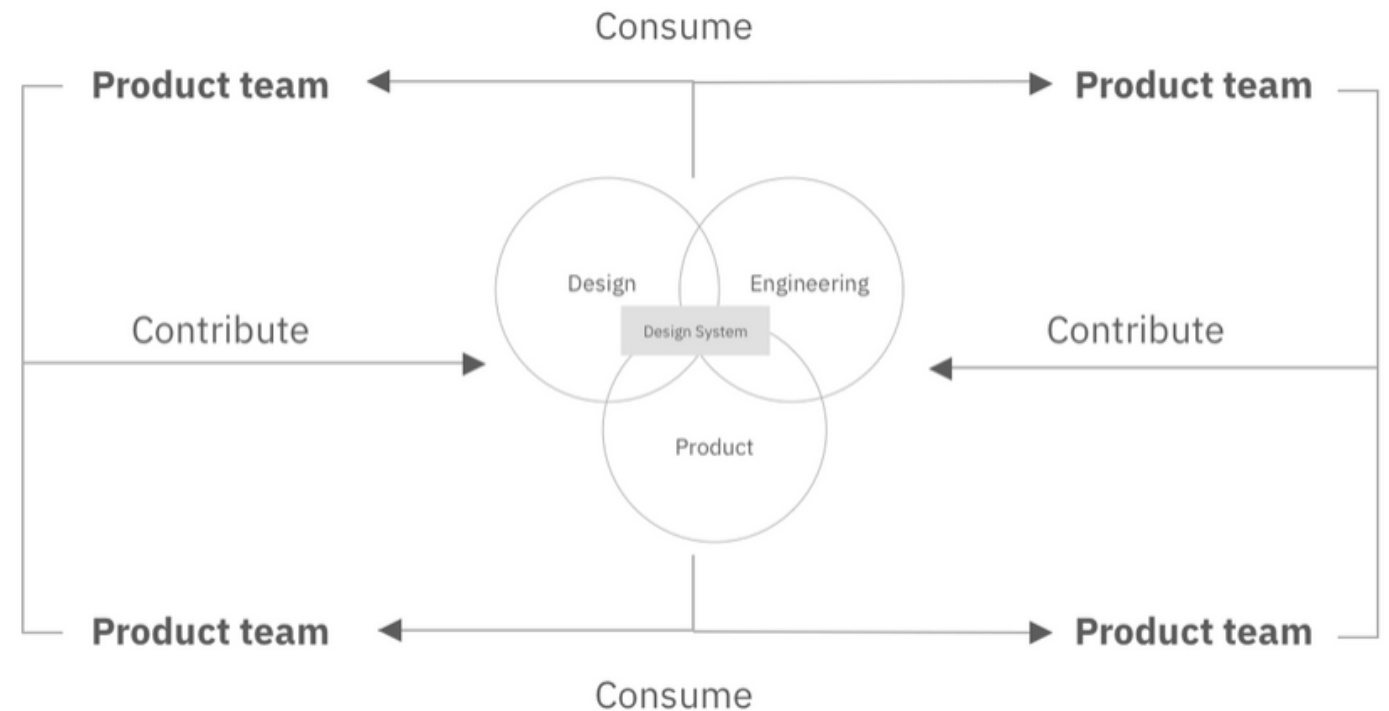 Consume
Product team
Product team
Design
Engineering
Design System
Contribute
Contribute
Product
Product team
Product team
Consume